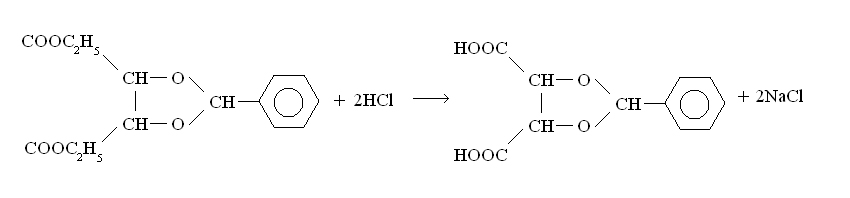 COOC2H5 HOOC
CH—O CH—O
CH CH + 2HCl ⟶ + 2NaCl
CH—O CH—O
COOC2H5 HOOC